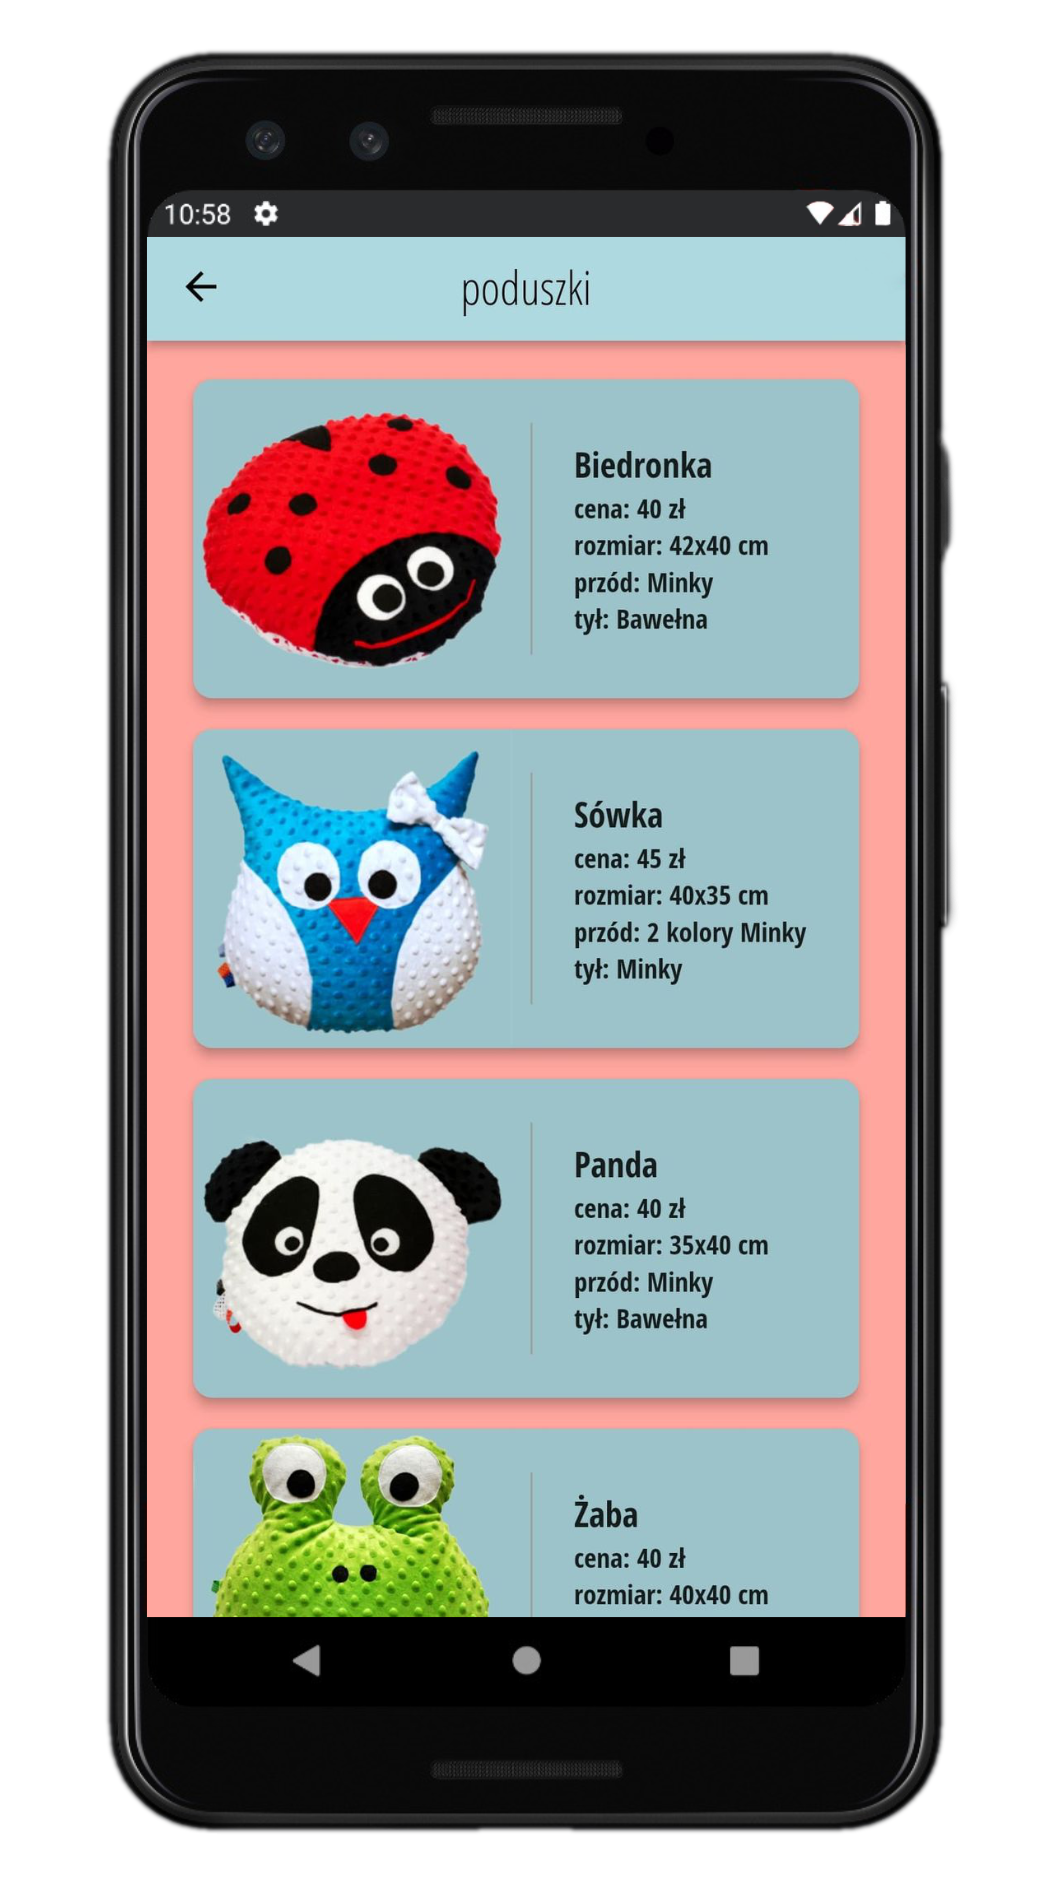 10:58
poduszki
Biedronka
cena: 40 zł
rozmiar: 42x40 cm
przód: Minky
tył: Bawełna
Sówka
cena: 45 zł
rozmiar: 40x35 cm
przód: 2 kolory Minky
tył: Minky
Panda
cena: 40 zł
rozmiar: 35x40 cm
przód: Minky
tył: Bawełna
Żaba
cena: 40 zł
rozmiar: 40x40 cm